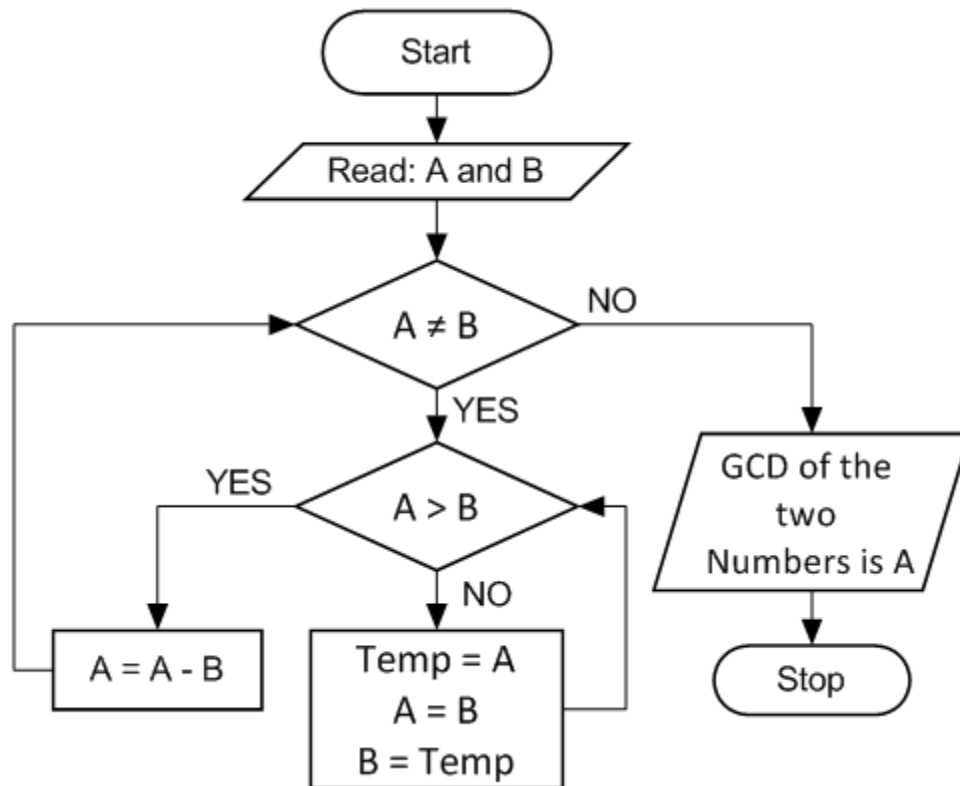 Start
Read: A and B
A ≠ B
NO
YES
A > B
YES
NO
A = A - B
Temp = A
A = B
B = Temp
GCD of the
two
Numbers is A
Stop